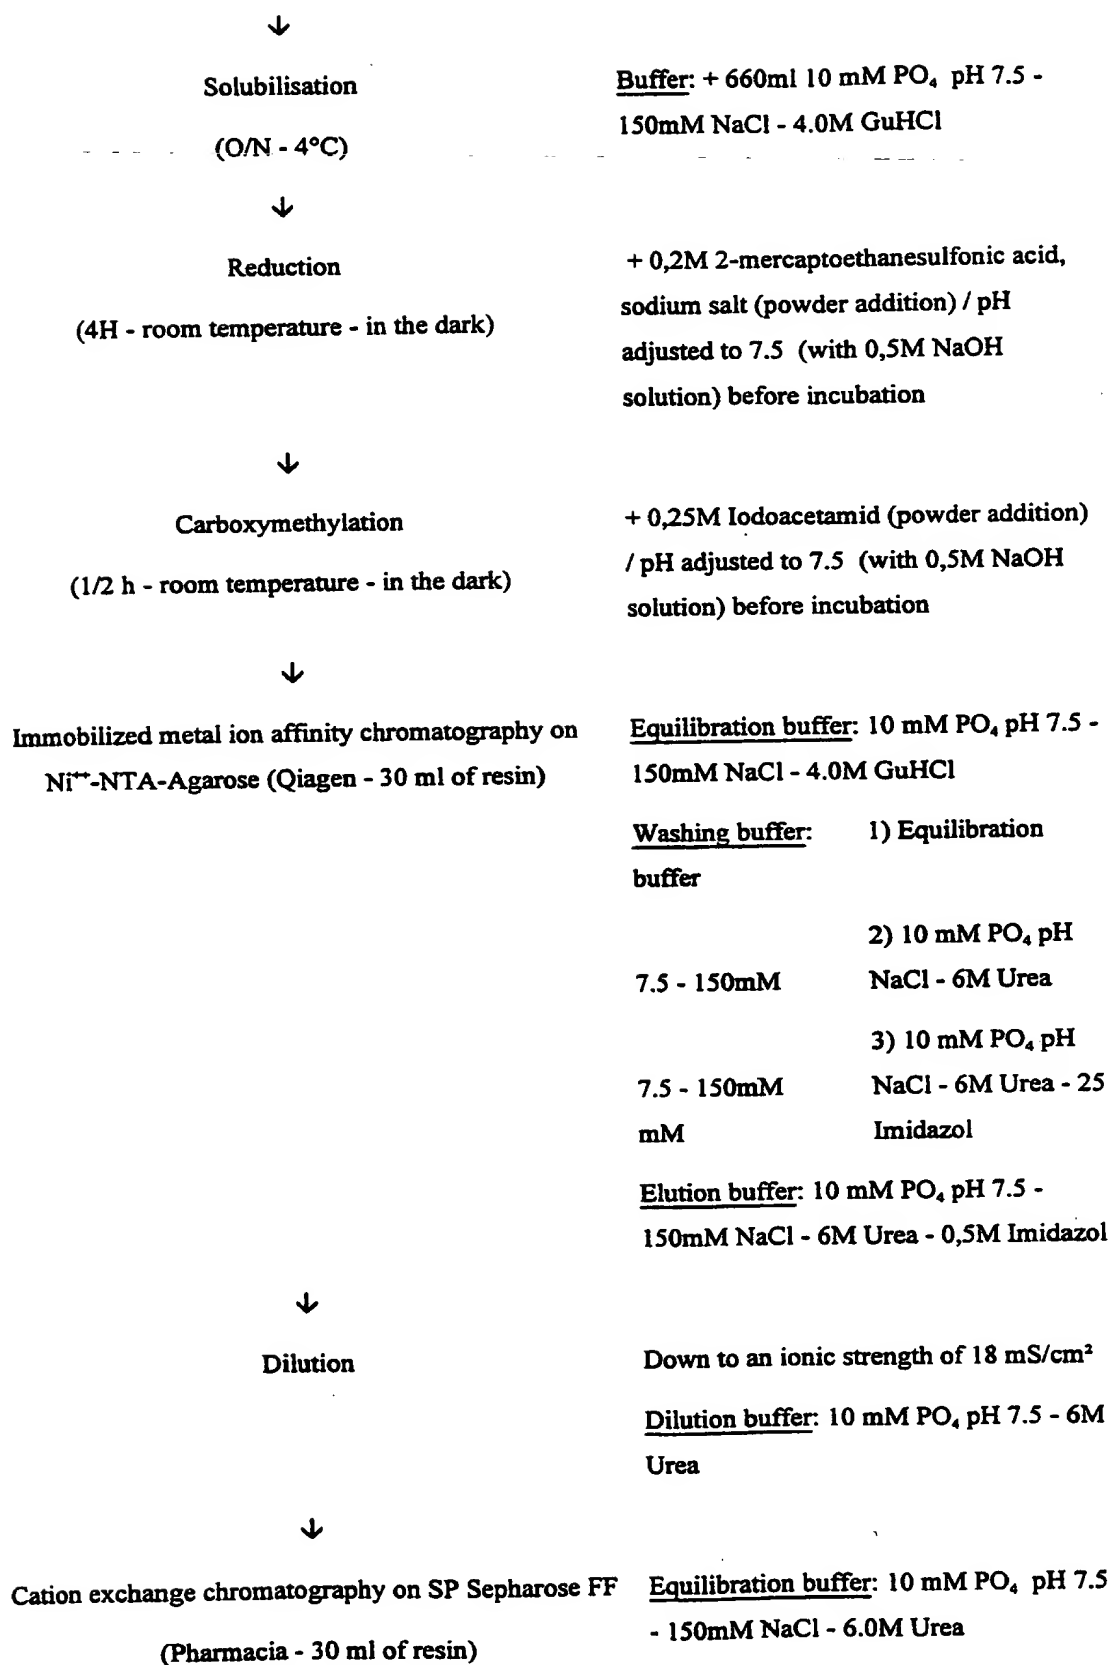 ↓
Solubilisation
(O/N - 4°C)
Buffer: + 660ml 10 mM PO₄ pH 7.5 -
150mM NaCl - 4.0M GuHCl
↓
Reduction
(4H - room temperature - in the dark)
+ 0,2M 2-mercaptoethanesulfonic acid,
sodium salt (powder addition) / pH
adjusted to 7.5 (with 0,5M NaOH
solution) before incubation
↓
Carboxymethylation
(1/2 h - room temperature - in the dark)
+ 0,25M Iodoacetamid (powder addition)
/ pH adjusted to 7.5 (with 0,5M NaOH
solution) before incubation
↓
Immobilized metal ion affinity chromatography on
Ni⁺⁺-NTA-Agarose (Qiagen - 30 ml of resin)
Equilibration buffer: 10 mM PO₄ pH 7.5 -
150mM NaCl - 4.0M GuHCl
Washing buffer: 1) Equilibration
buffer
2) 10 mM PO₄ pH
7.5 - 150mM NaCl - 6M Urea
3) 10 mM PO₄ pH
7.5 - 150mM NaCl - 6M Urea - 25
mM Imidazol
Elution buffer: 10 mM PO₄ pH 7.5 -
150mM NaCl - 6M Urea - 0,5M Imidazol
↓
Dilution
Down to an ionic strength of 18 mS/cm²
Dilution buffer: 10 mM PO₄ pH 7.5 - 6M
Urea
↓
Cation exchange chromatography on SP Sepharose FF
(Pharmacia - 30 ml of resin)
Equilibration buffer: 10 mM PO₄ pH 7.5
- 150mM NaCl - 6.0M Urea